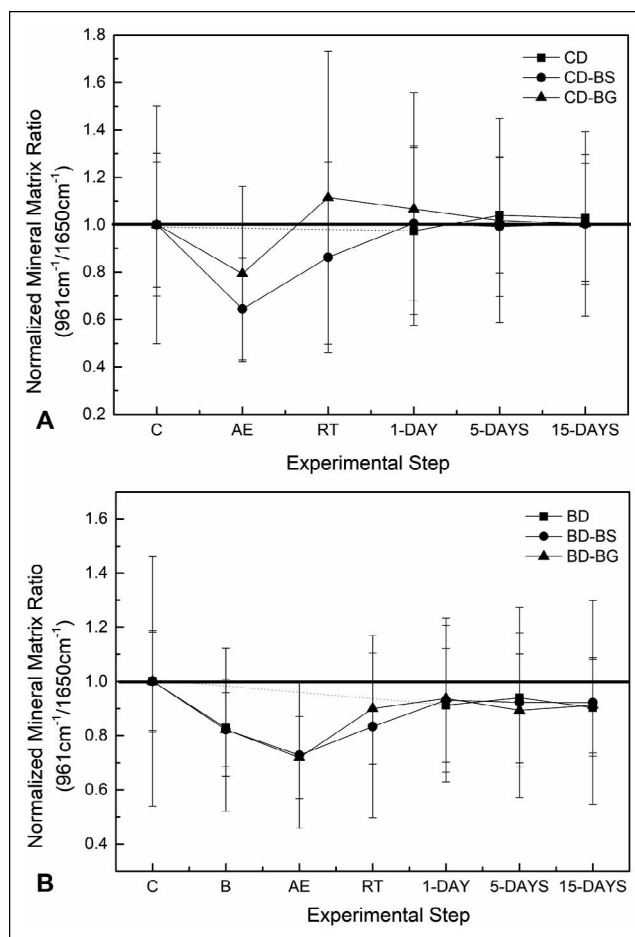 1.8
1.6
1.4
1.2
1.0
0.8
0.6
0.4
0.2
Normalized Mineral Matrix Ratio
(961cm⁻¹/1650cm⁻¹)
CD
CD-BS
CD-BG
C AE RT 1-DAY 5-DAYS 15-DAYS
Experimental Step
A
1.6
1.4
1.2
1.0
0.8
0.6
0.4
Normalized Mineral Matrix Ratio
(961cm⁻¹/1650cm⁻¹)
BD
BD-BS
BD-BG
C B AE RT 1-DAY 5-DAYS 15-DAYS
Experimental Step
B